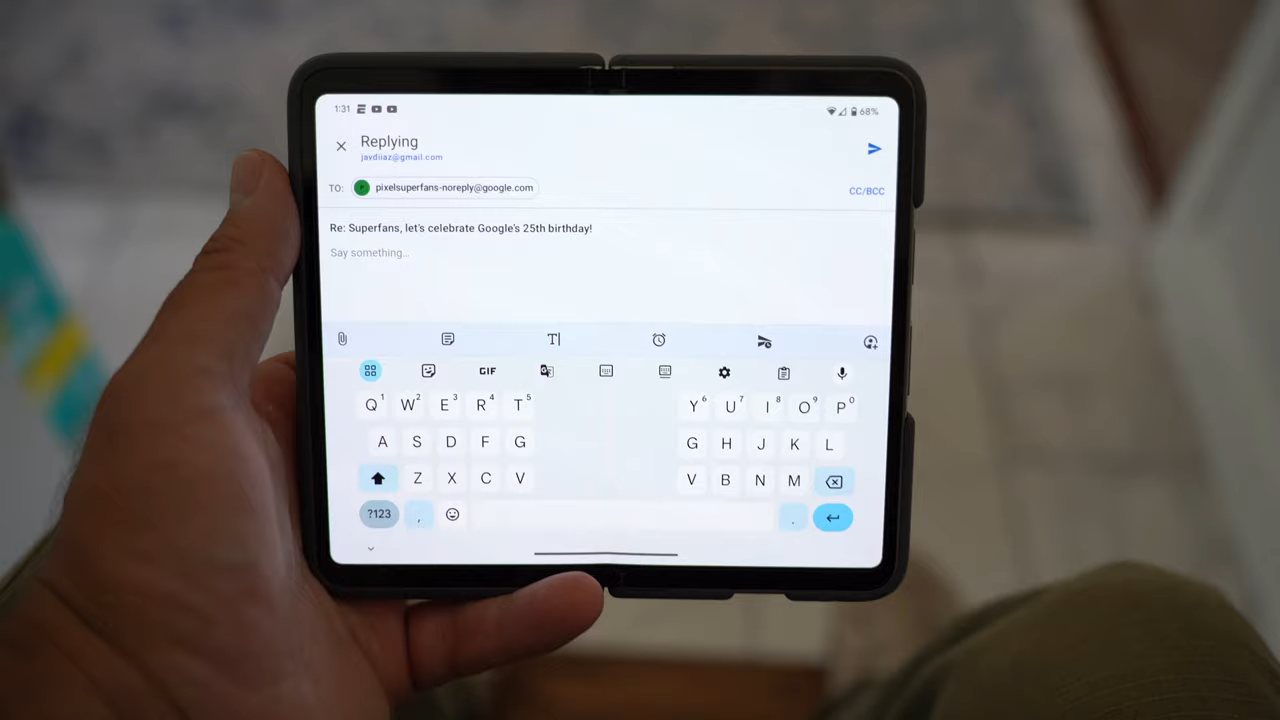 1:31 68%
Replying
javdiiaz@gmail.com
TO: pixelsuperfans-noreply@google.com CC/BCC
Re: Superfans, let's celebrate Google's 25th birthday!
Say something...
GIF
Q1 W2 E3 R4 T5 Y6 U7 I8 O9 P0
A S D F G G H J K L
Z X C V V B N M
?123 , .